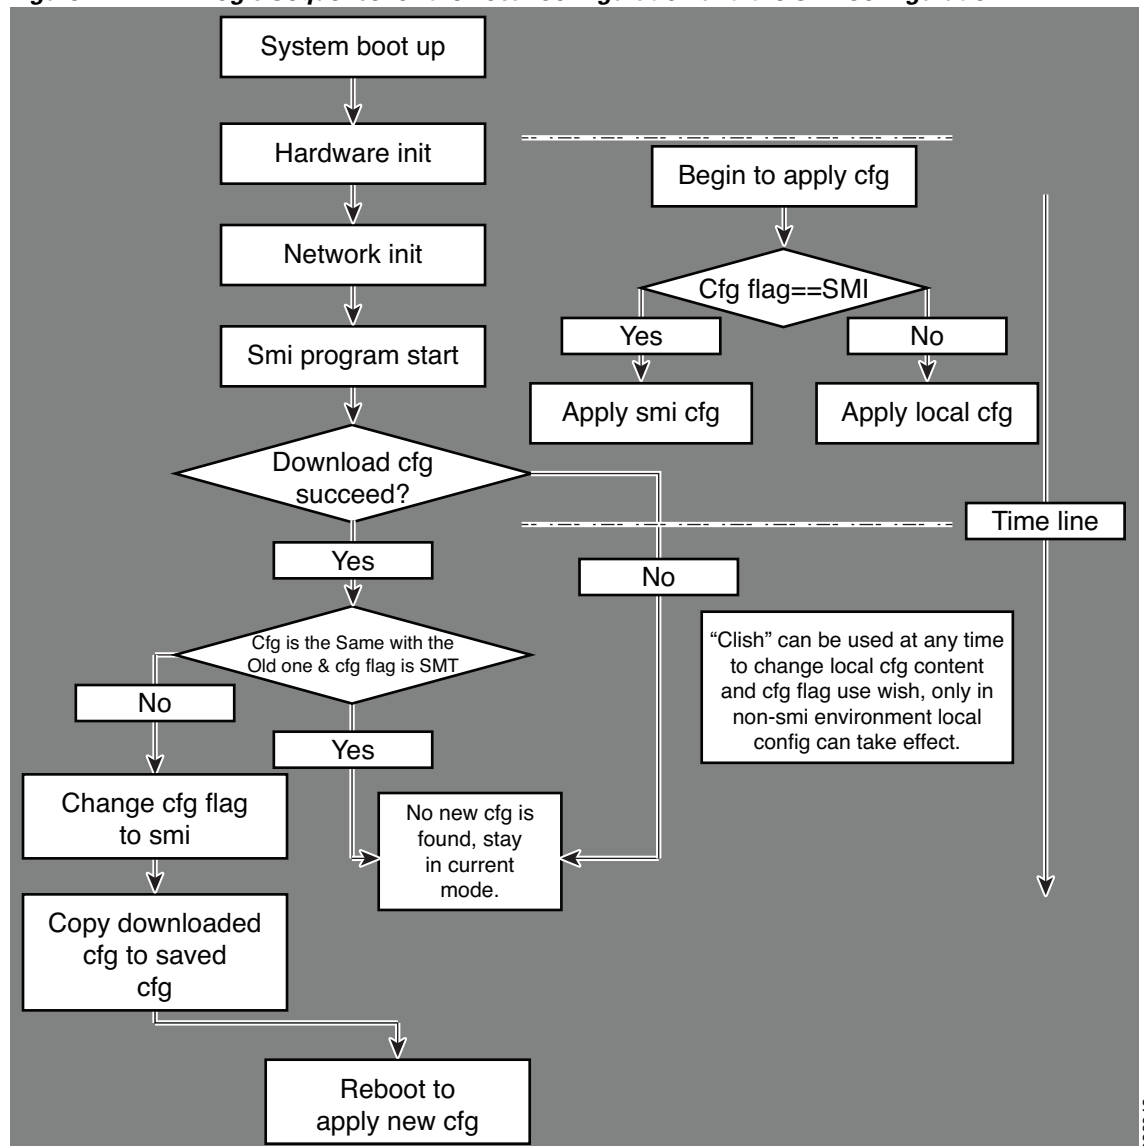 System boot up
Hardware init
Network init
Smi program start
Download cfg
succeed?
Yes
No
Cfg is the Same with the
Old one & cfg flag is SMT
No
Yes
Change cfg flag
to smi
No new cfg is
found, stay
in current
mode.
Copy downloaded
cfg to saved
cfg
Reboot to
apply new cfg
Begin to apply cfg
Cfg flag==SMI
Yes
No
Apply smi cfg
Apply local cfg
Time line
“Clish” can be used at any time
to change local cfg content
and cfg flag use wish, only in
non-smi environment local
config can take effect.